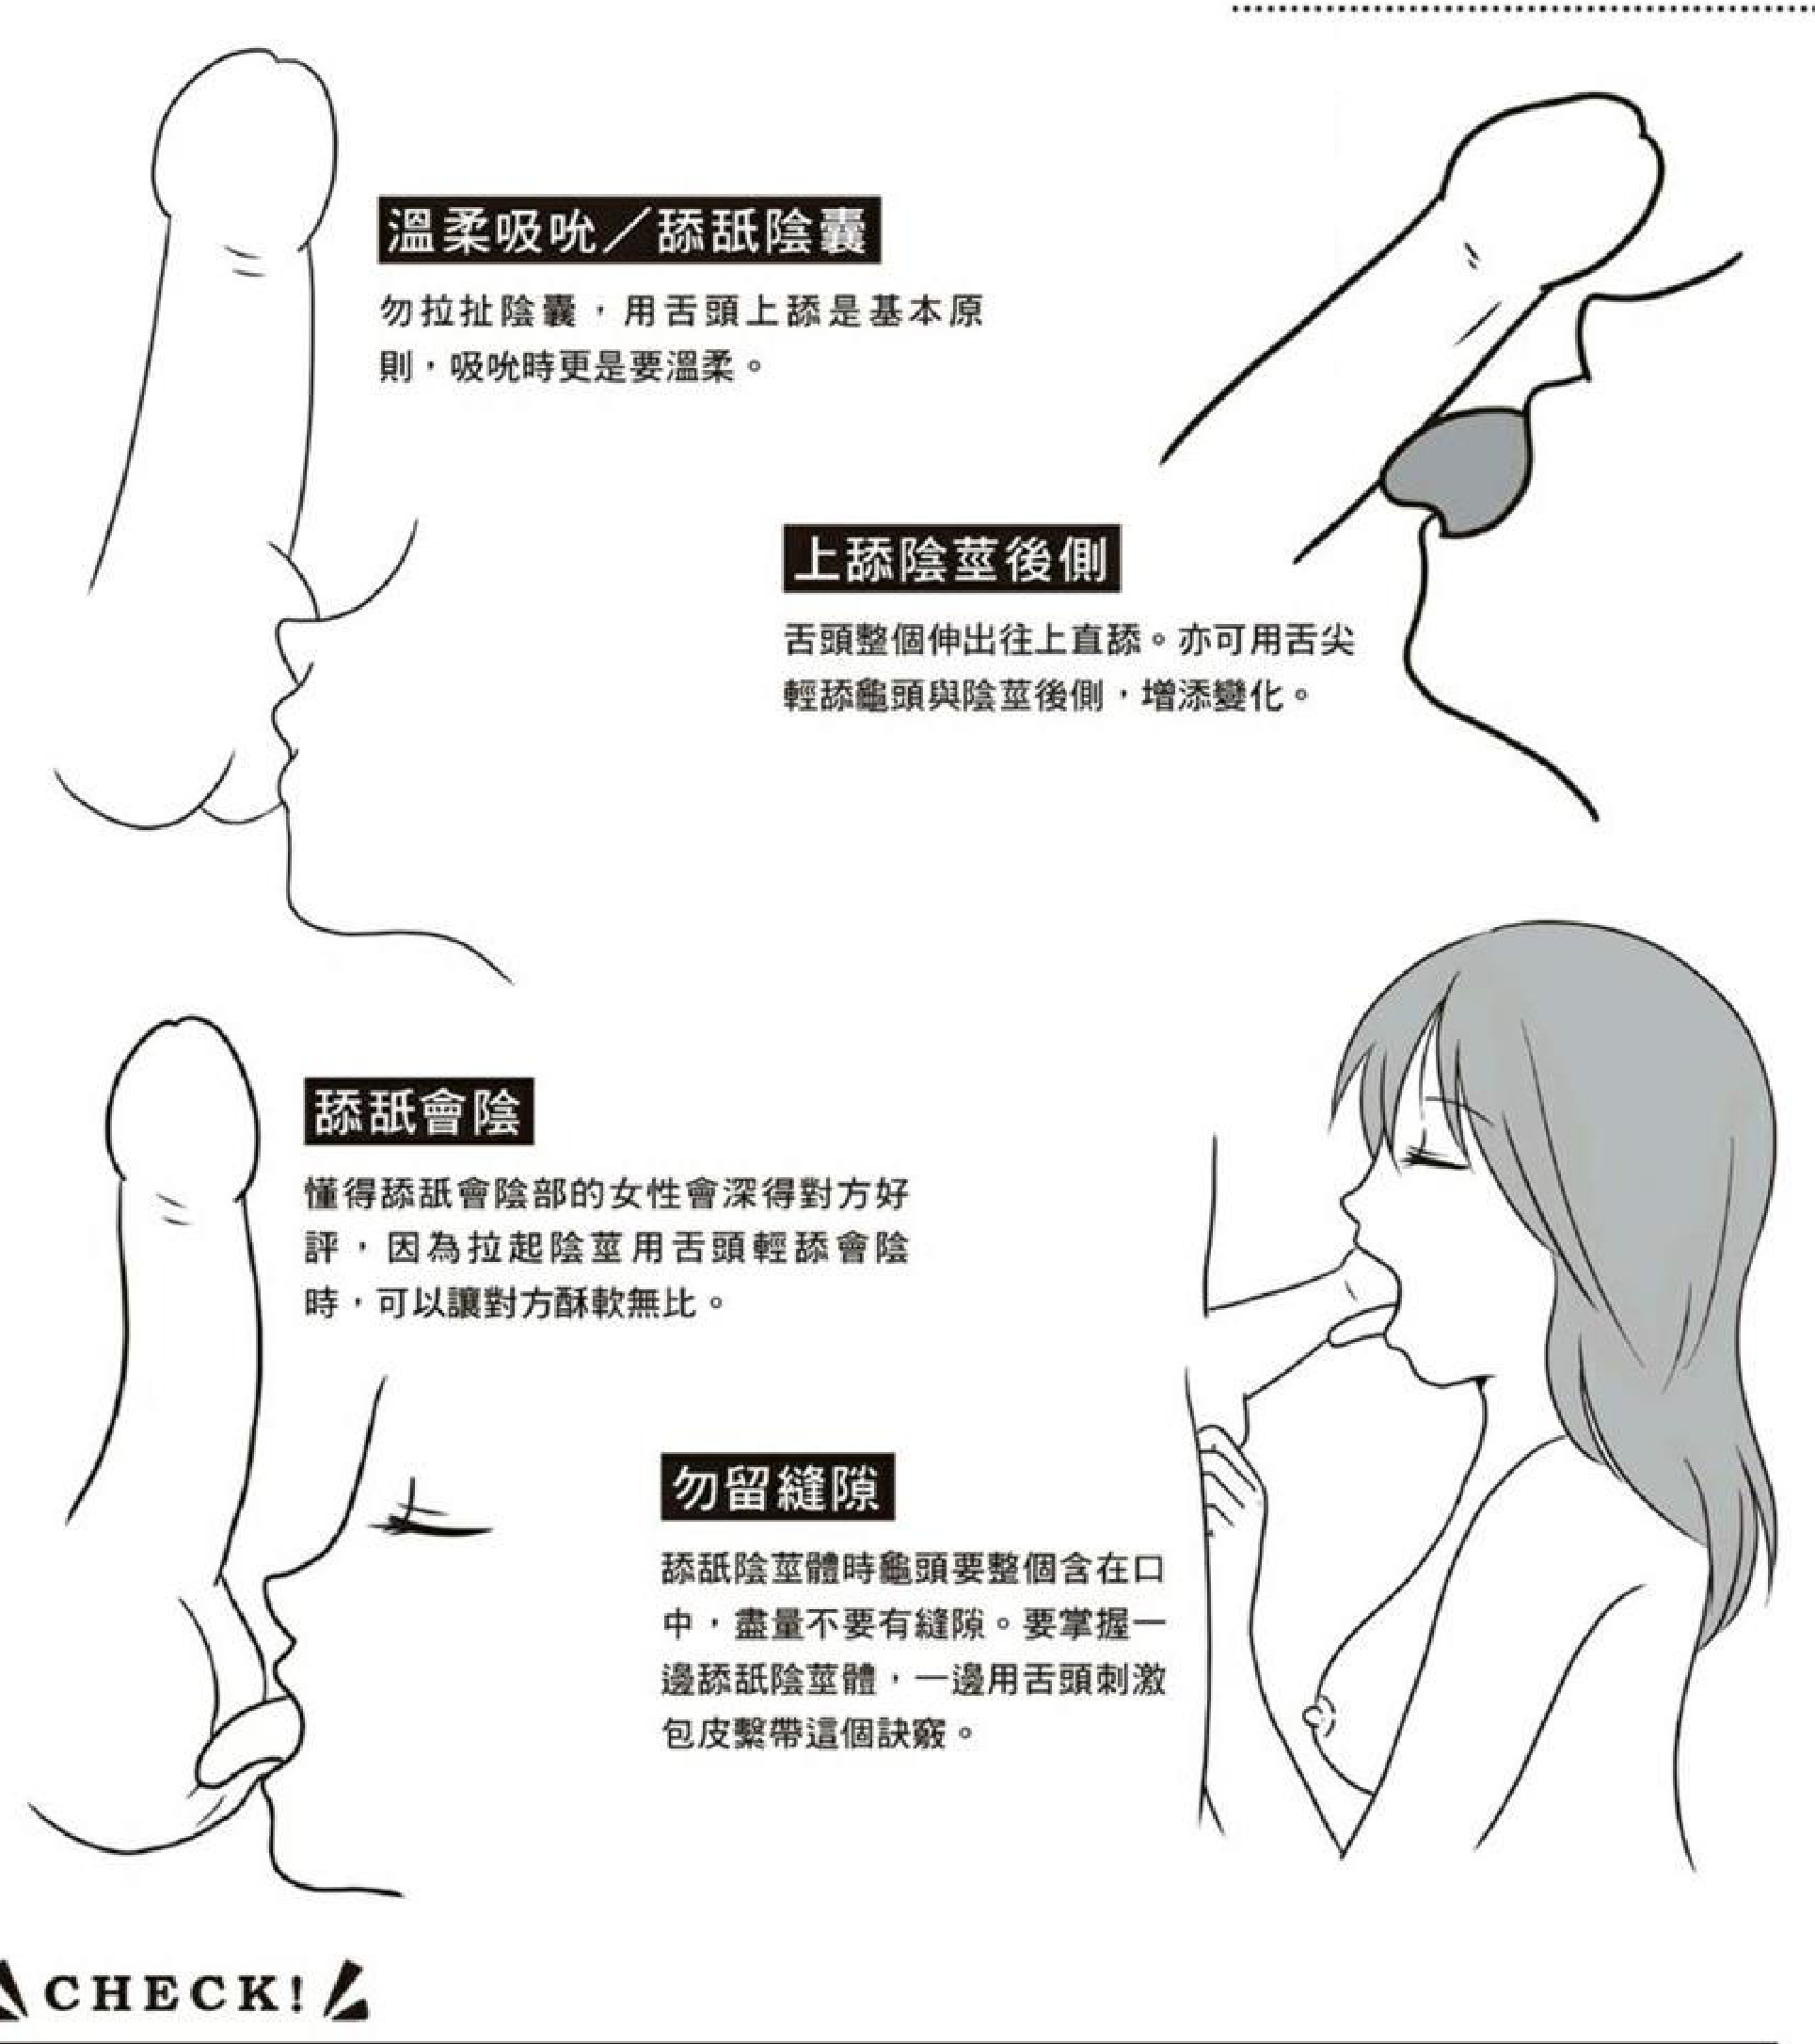 溫柔吸吮／舔舐陰囊
勿拉扯陰囊，用舌頭上舔是基本原
則，吸吮時更是要溫柔。
上舔陰莖後側
舌頭整個伸出往上直舔。亦可用舌尖
輕舔龜頭與陰莖後側，增添變化。
舔舐會陰
懂得舔舐會陰部的女性會深得對方好
評，因為拉起陰莖用舌頭輕舔會陰
時，可以讓對方酥軟無比。
勿留縫隙
舔舐陰莖體時龜頭要整個含在口
中，盡量不要有縫隙。要掌握一
邊舔舐陰莖體，一邊用舌頭刺激
包皮繫帶這個訣竅。
CHECK!